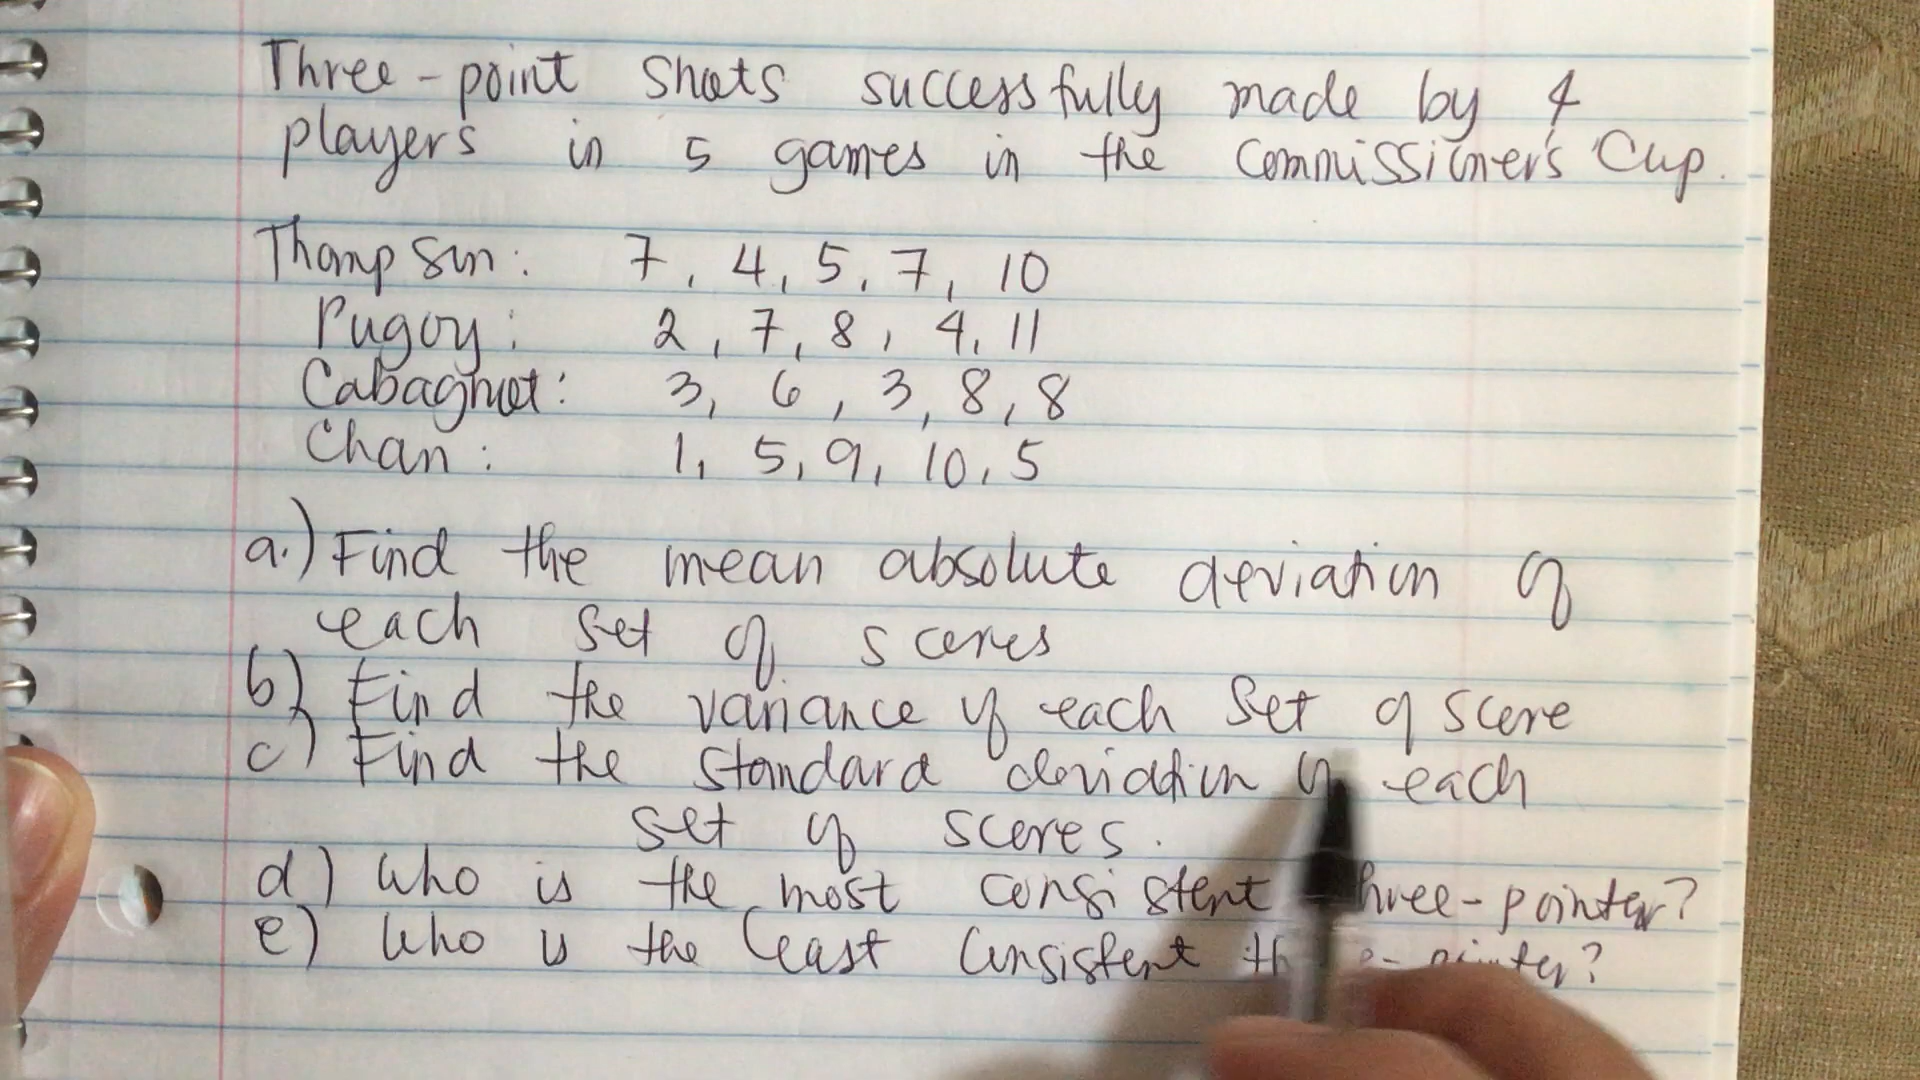 Three-point shots successfully made by 4
players in 5 games in the Commissioner's Cup.
Thompson: 7, 4, 5, 7, 10
Pugoy: 2, 7, 8, 4, 11
Cabagnot: 3, 6, 3, 8, 8
Chan: 1, 5, 9, 10, 5
a.) Find the mean absolute deviation of
each set of scores
b) Find the variance of each set of score
c) Find the standard deviation of each
set of scores.
d) Who is the most consistent three-pointer?
e) Who is the least consistent